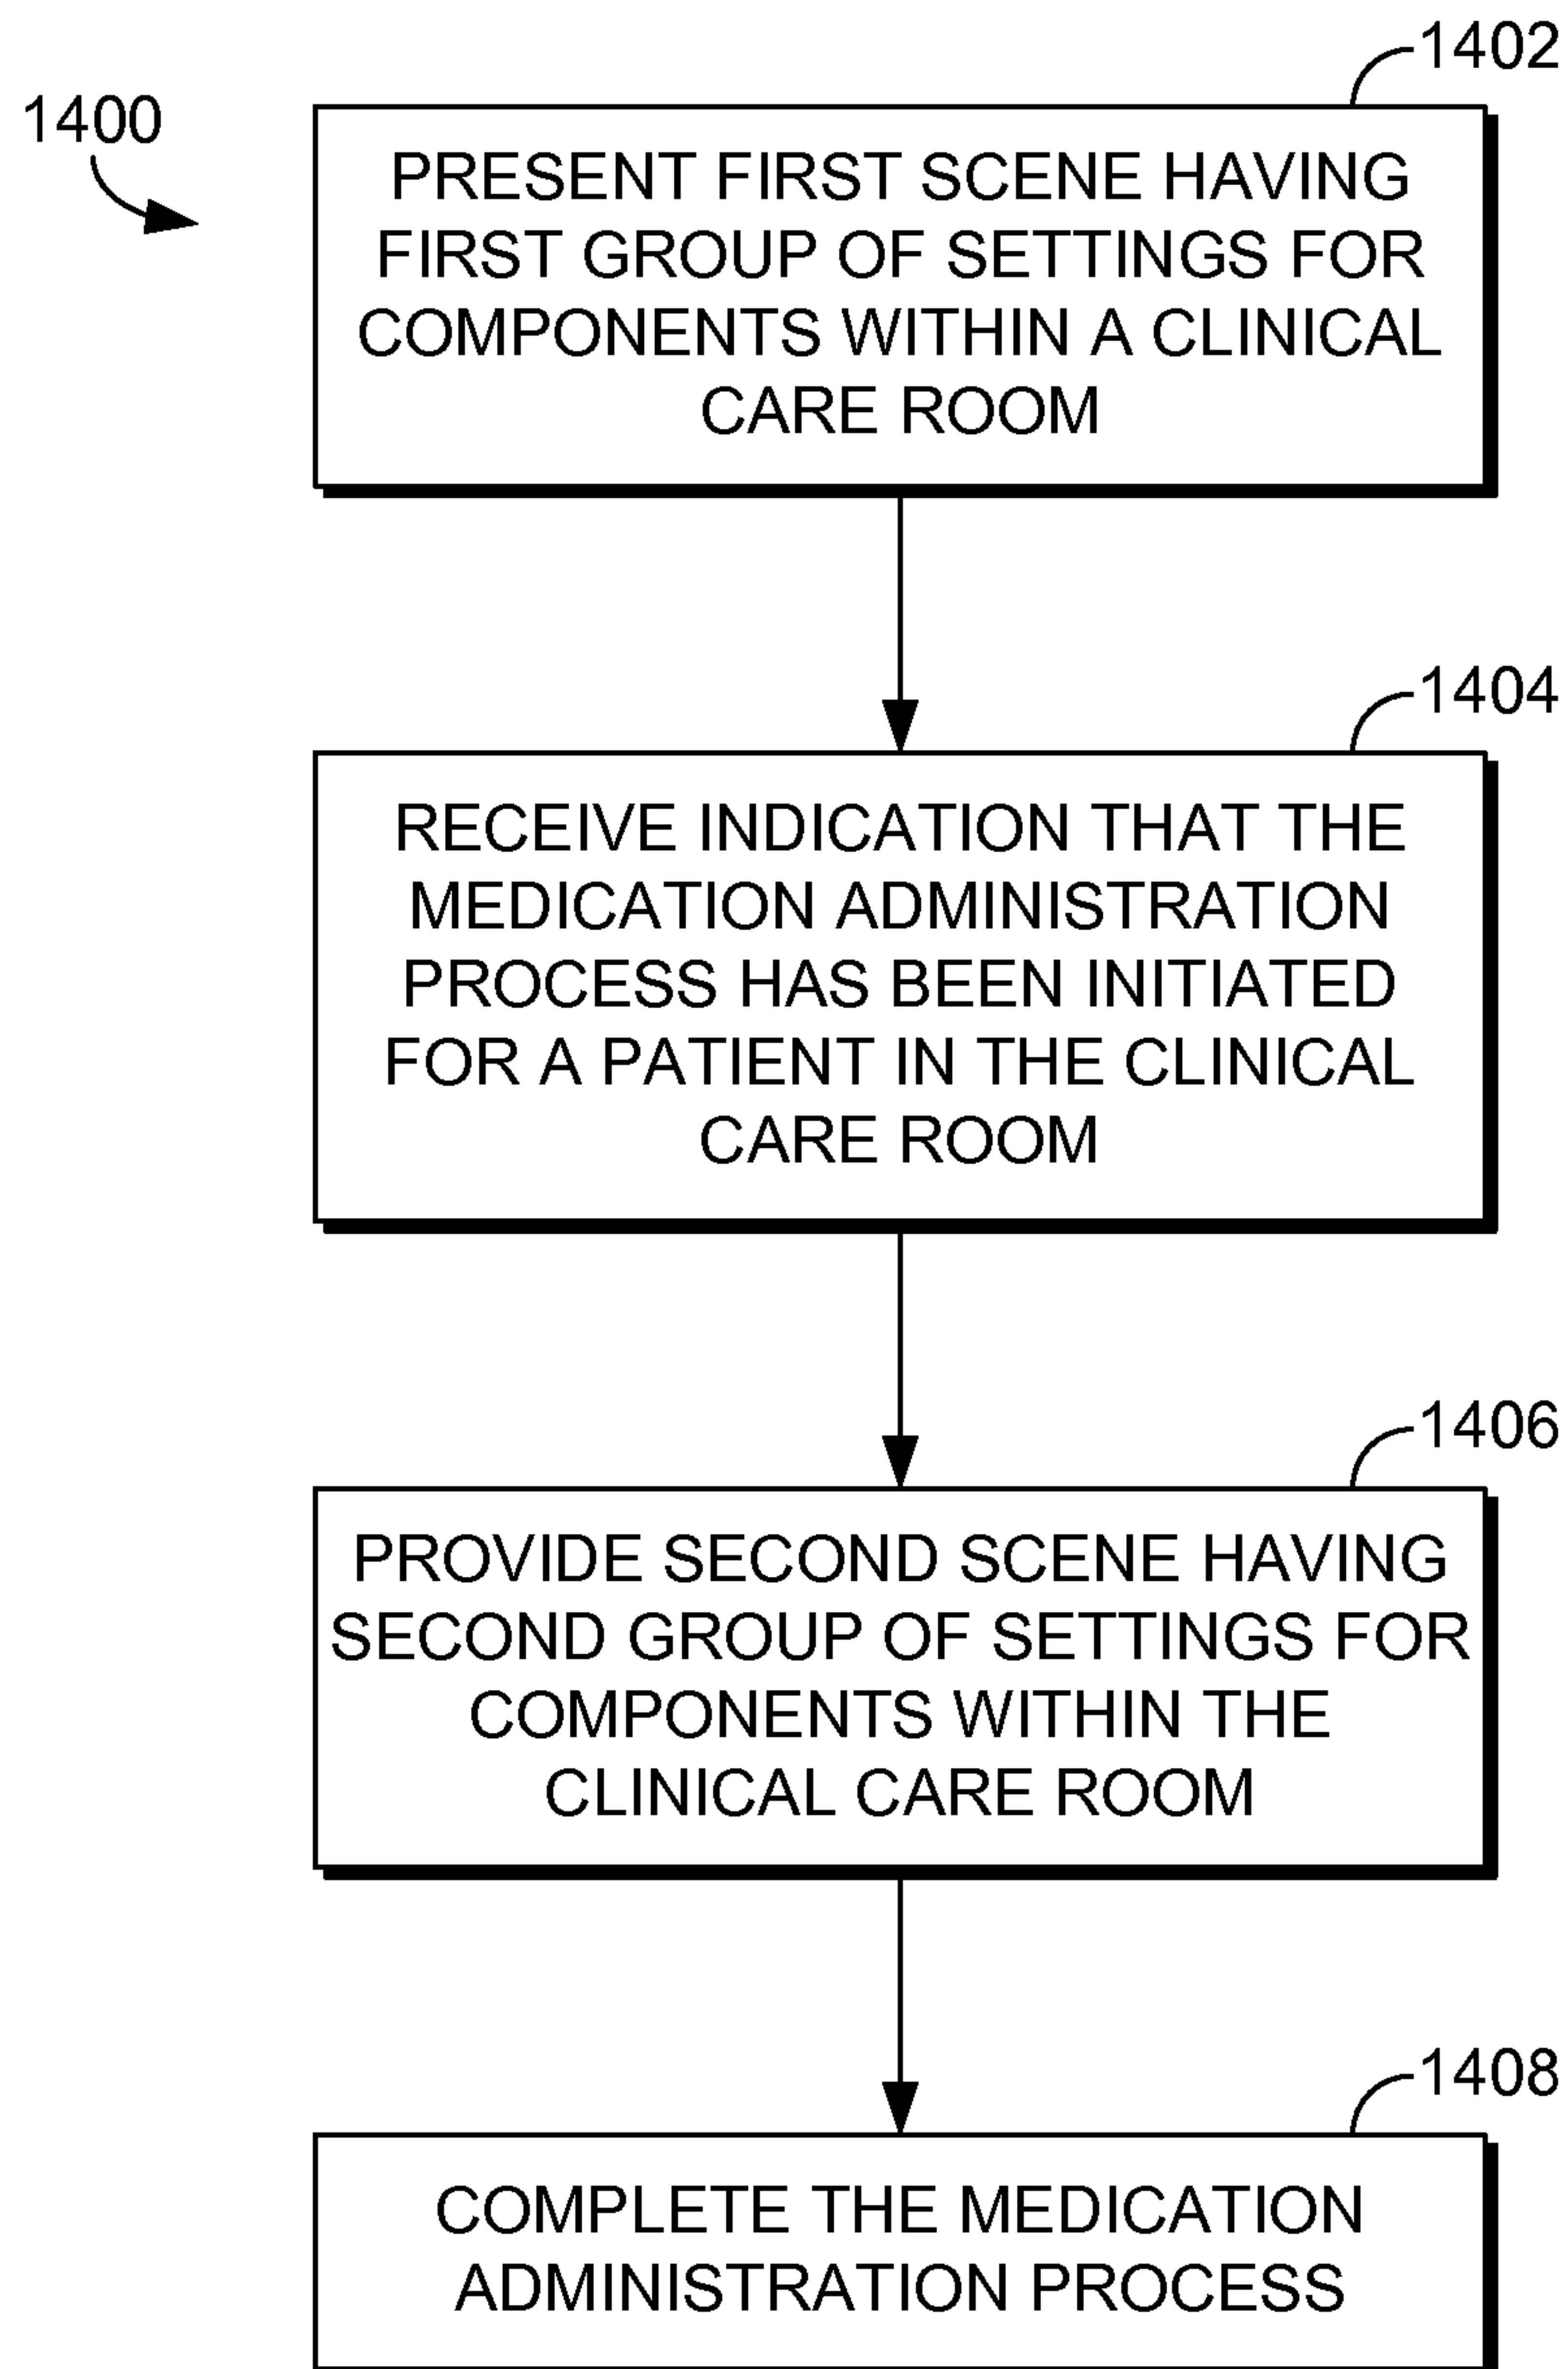 1402
1400
PRESENT FIRST SCENE HAVING
FIRST GROUP OF SETTINGS FOR
COMPONENTS WITHIN A CLINICAL
CARE ROOM
1404
RECEIVE INDICATION THAT THE
MEDICATION ADMINISTRATION
PROCESS HAS BEEN INITIATED
FOR A PATIENT IN THE CLINICAL
CARE ROOM
1406
PROVIDE SECOND SCENE HAVING
SECOND GROUP OF SETTINGS FOR
COMPONENTS WITHIN THE
CLINICAL CARE ROOM
1408
COMPLETE THE MEDICATION
ADMINISTRATION PROCESS